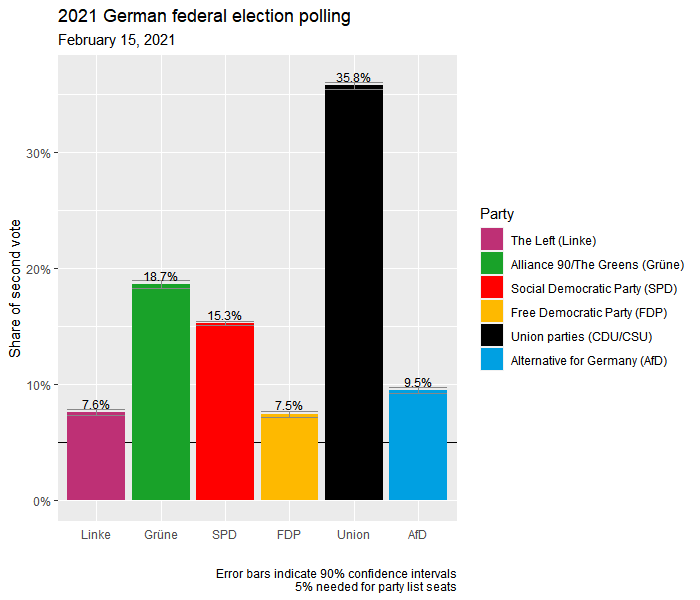 2021 German federal election polling
February 15, 2021
Share of second vote
30%
20%
10%
0%
7.6%
18.7%
15.3%
7.5%
35.8%
9.5%
Linke
Grüne
SPD
FDP
Union
AfD
Party
The Left (Linke)
Alliance 90/The Greens (Grüne)
Social Democratic Party (SPD)
Free Democratic Party (FDP)
Union parties (CDU/CSU)
Alternative for Germany (AfD)
Error bars indicate 90% confidence intervals
5% needed for party list seats